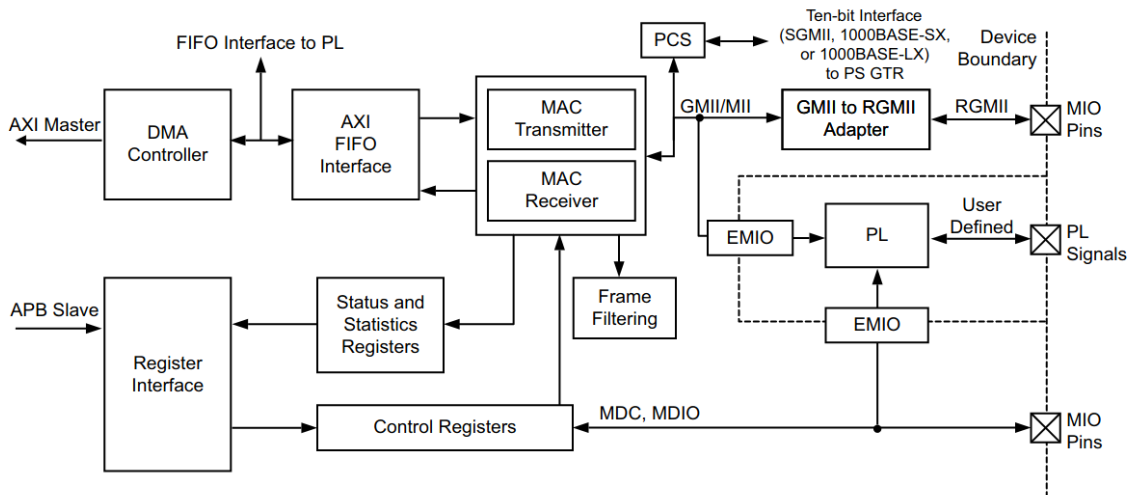 Ten-bit Interface
(SGMII, 1000BASE-SX,
or 1000BASE-LX)
to PS GTR
Device
Boundary
FIFO Interface to PL
PCS
AXI Master
DMA
Controller
AXI
FIFO
Interface
MAC
Transmitter
MAC
Receiver
GMII/MII
GMII to RGMII
Adapter
RGMII
MIO
Pins
EMIO
PL
User
Defined
PL
Signals
APB Slave
Register
Interface
Status and
Statistics
Registers
Frame
Filtering
EMIO
Control Registers
MDC, MDIO
MIO
Pins